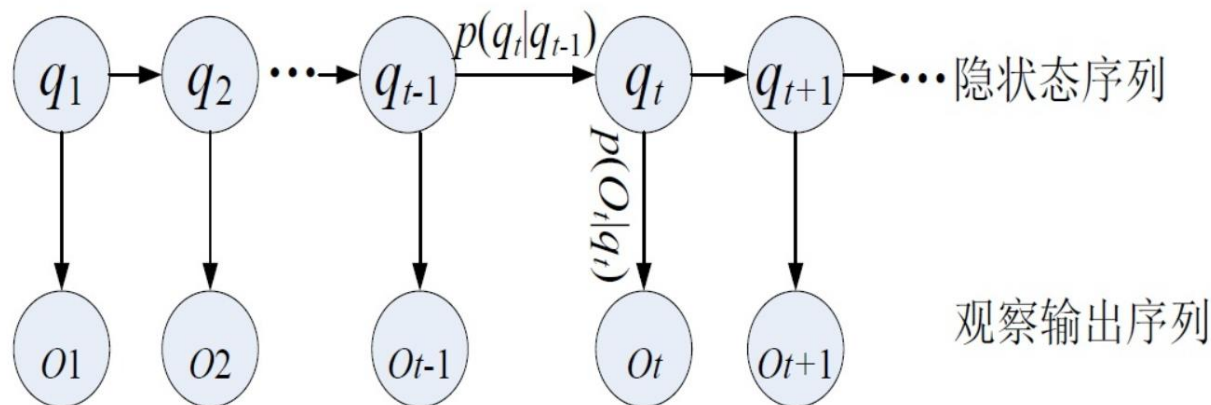 p(qₜ|qₜ₋₁)
q₁ q₂ ••• qₜ₋₁ qₜ qₜ₊₁ ••• 隐状态序列
p(Oₜ|qₜ)
O1 O2 Ot-1 Ot Ot+1 观察输出序列